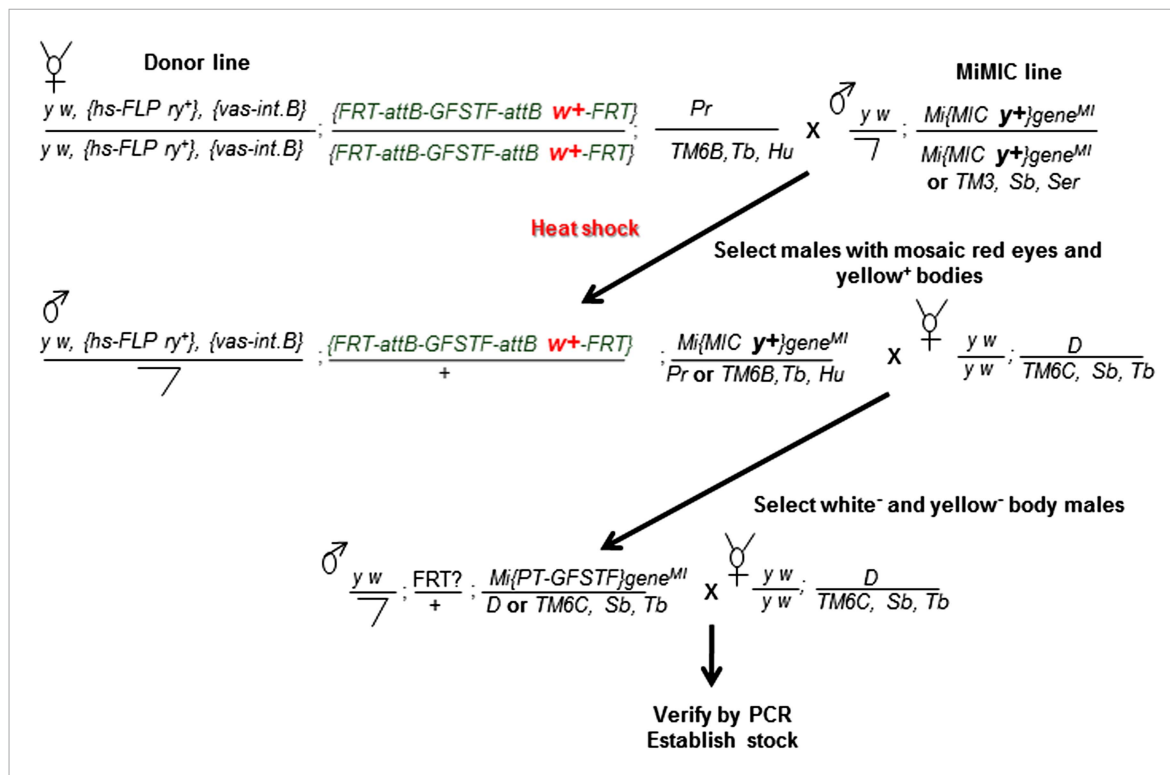 Donor line
MiMIC line
y w, {hs-FLP ry+}, {vas-int.B} ; {FRT-attB-GFSTF-attB w+-FRT} ; Pr X y w ; Mi{MIC y+}gene^MI
y w, {hs-FLP ry+}, {vas-int.B} {FRT-attB-GFSTF-attB w+-FRT} TM6B, Tb, Hu Mi{MIC y+}gene^MI
or TM3, Sb, Ser
Heat shock
Select males with mosaic red eyes and
yellow+ bodies
y w, {hs-FLP ry+}, {vas-int.B} ; {FRT-attB-GFSTF-attB w+-FRT} ; Mi{MIC y+}gene^MI X y w ; D
+ Pr or TM6B,Tb, Hu y w TM6C, Sb, Tb
Select white- and yellow- body males
y w ; FRT? ; Mi{PT-GFSTF}gene^MI X y w ; D
+ D or TM6C, Sb, Tb y w TM6C, Sb, Tb
Verify by PCR
Establish stock